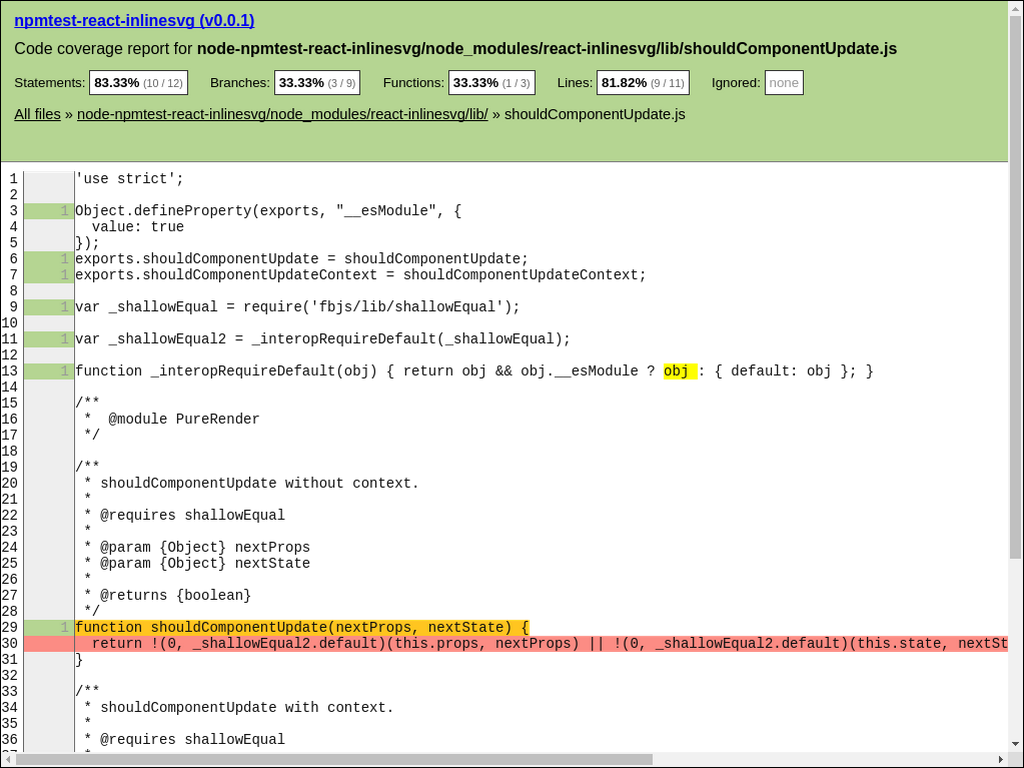 npmtest-react-inlinesvg (v0.0.1)
Code coverage report for node-npmtest-react-inlinesvg/node_modules/react-inlinesvg/lib/shouldComponentUpdate.js
Statements: 83.33% (10 / 12) Branches: 33.33% (3 / 9) Functions: 33.33% (1 / 3) Lines: 81.82% (9 / 11) Ignored: none
All files » node-npmtest-react-inlinesvg/node_modules/react-inlinesvg/lib/ » shouldComponentUpdate.js
1 'use strict';
2
3 1 Object.defineProperty(exports, "__esModule", {
4   value: true
5 });
6 1 exports.shouldComponentUpdate = shouldComponentUpdate;
7 1 exports.shouldComponentUpdateContext = shouldComponentUpdateContext;
8
9 1 var _shallowEqual = require('fbjs/lib/shallowEqual');
10
11 1 var _shallowEqual2 = _interopRequireDefault(_shallowEqual);
12
13 1 function _interopRequireDefault(obj) { return obj && obj.__esModule ? obj : { default: obj }; }
14
15 /**
16  *  @module PureRender
17  */
18
19 /**
20  * shouldComponentUpdate without context.
21  *
22  * @requires shallowEqual
23  *
24  * @param {Object} nextProps
25  * @param {Object} nextState
26  *
27  * @returns {boolean}
28  */
29 1 function shouldComponentUpdate(nextProps, nextState) {
30   return !(0, _shallowEqual2.default)(this.props, nextProps) || !(0, _shallowEqual2.default)(this.state, nextSt
31 }
32
33 /**
34  * shouldComponentUpdate with context.
35  *
36  * @requires shallowEqual